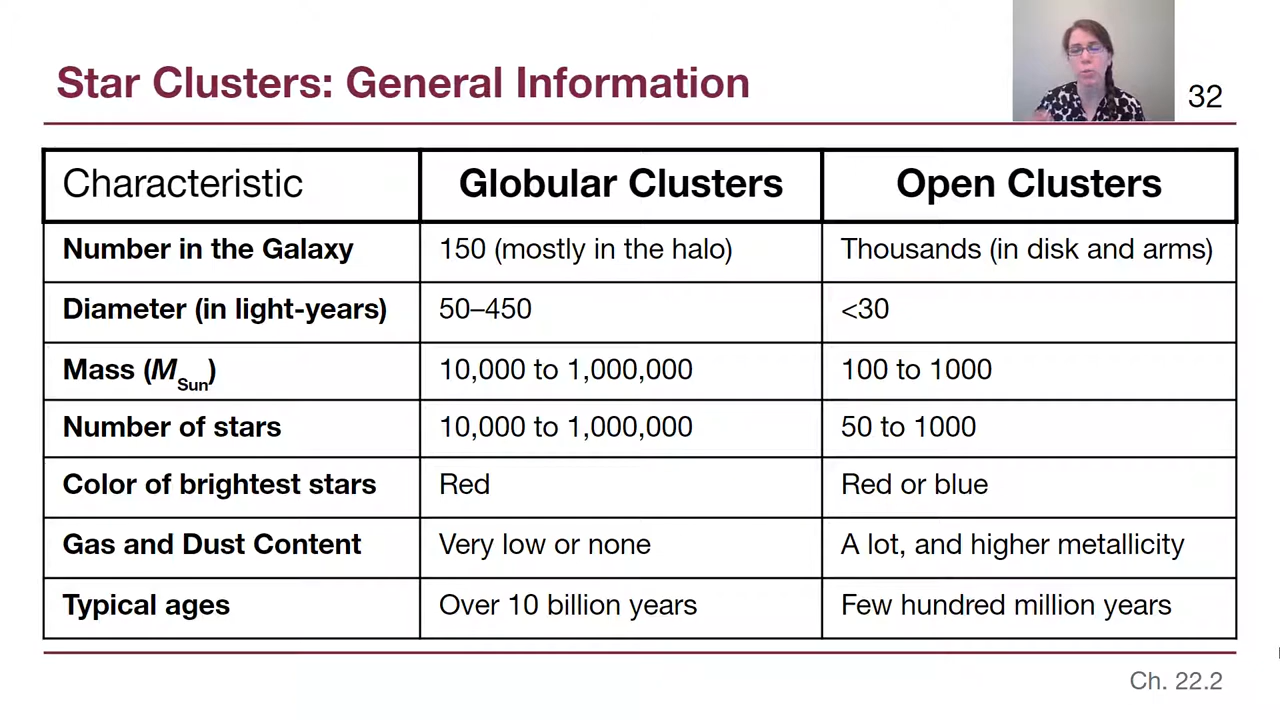 Star Clusters: General Information
32
Characteristic Globular Clusters Open Clusters
Number in the Galaxy 150 (mostly in the halo) Thousands (in disk and arms)
Diameter (in light-years) 50–450 <30
Mass (MSun) 10,000 to 1,000,000 100 to 1000
Number of stars 10,000 to 1,000,000 50 to 1000
Color of brightest stars Red Red or blue
Gas and Dust Content Very low or none A lot, and higher metallicity
Typical ages Over 10 billion years Few hundred million years
Ch. 22.2